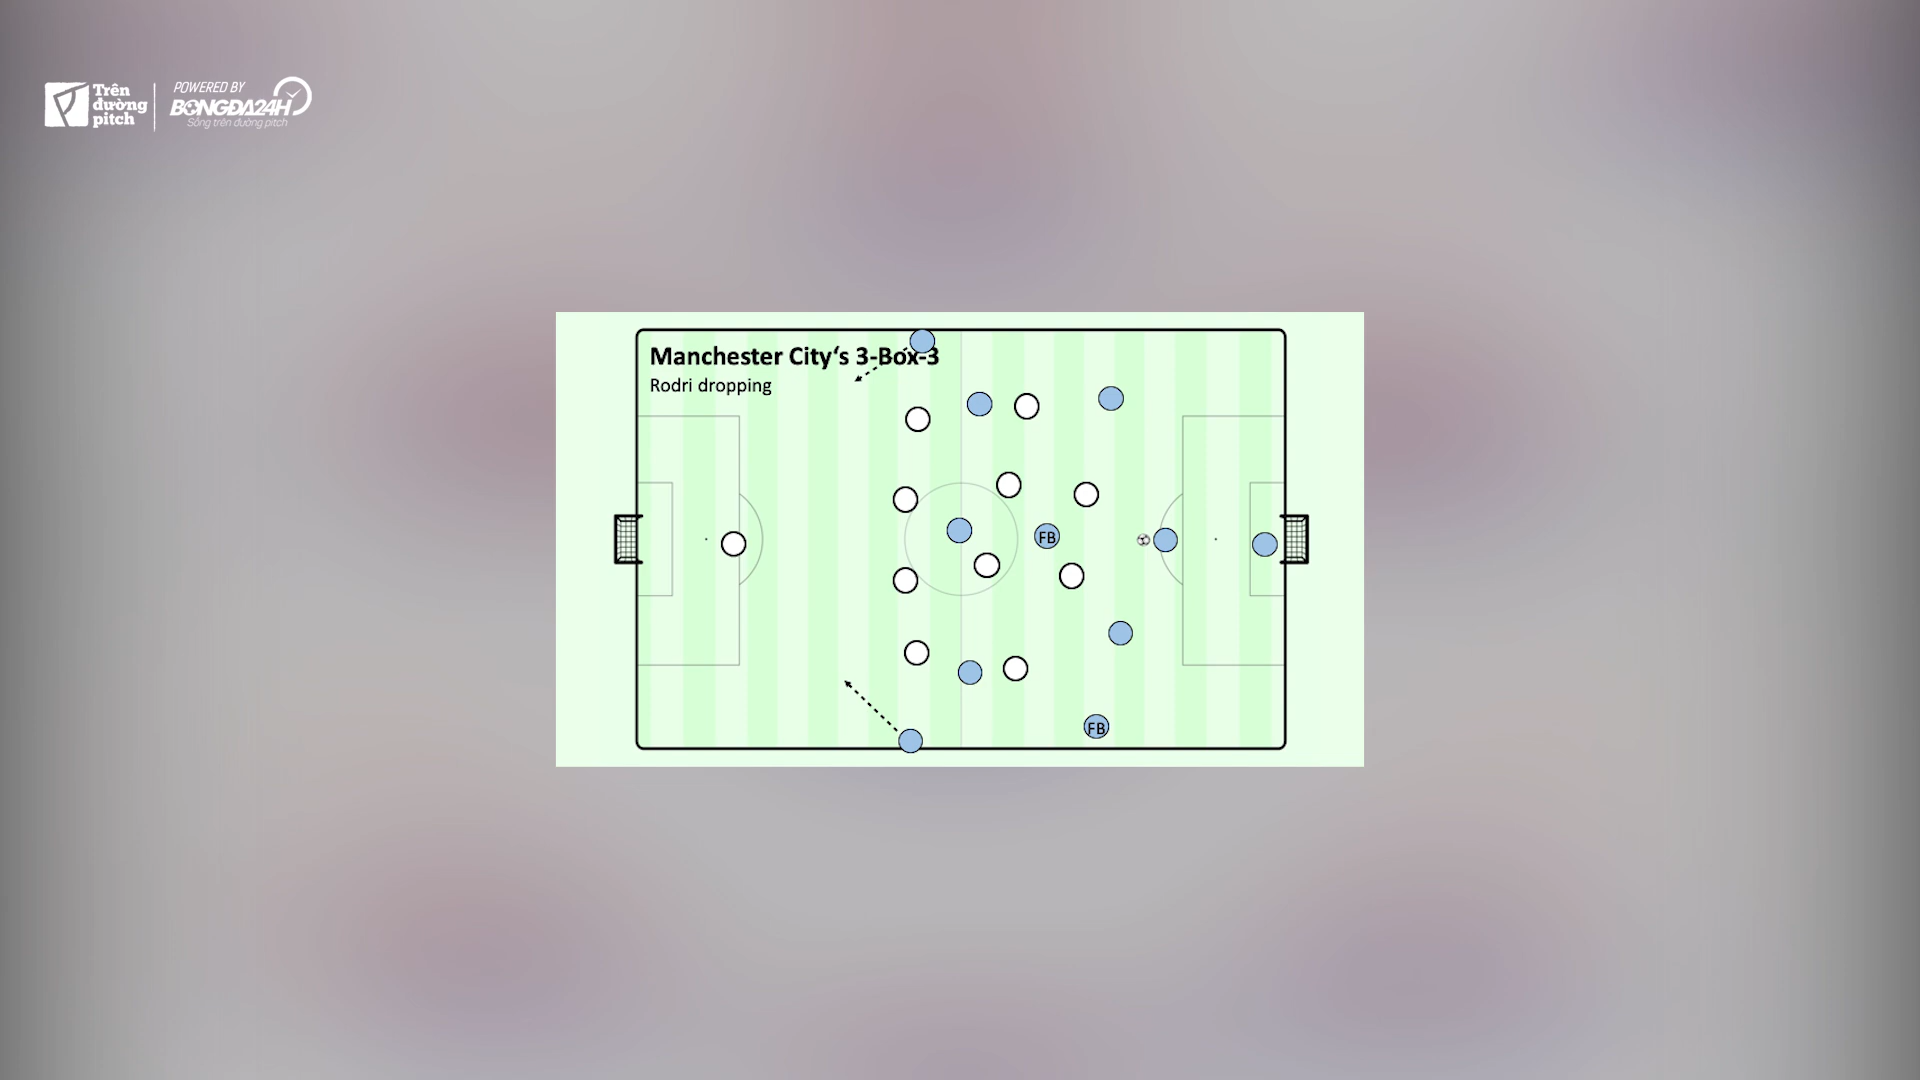 Trên
đường
pitch
POWERED BY
BONGDA24H
Sống trên đường pitch
Manchester City‘s 3-Box-3
Rodri dropping
FB
FB